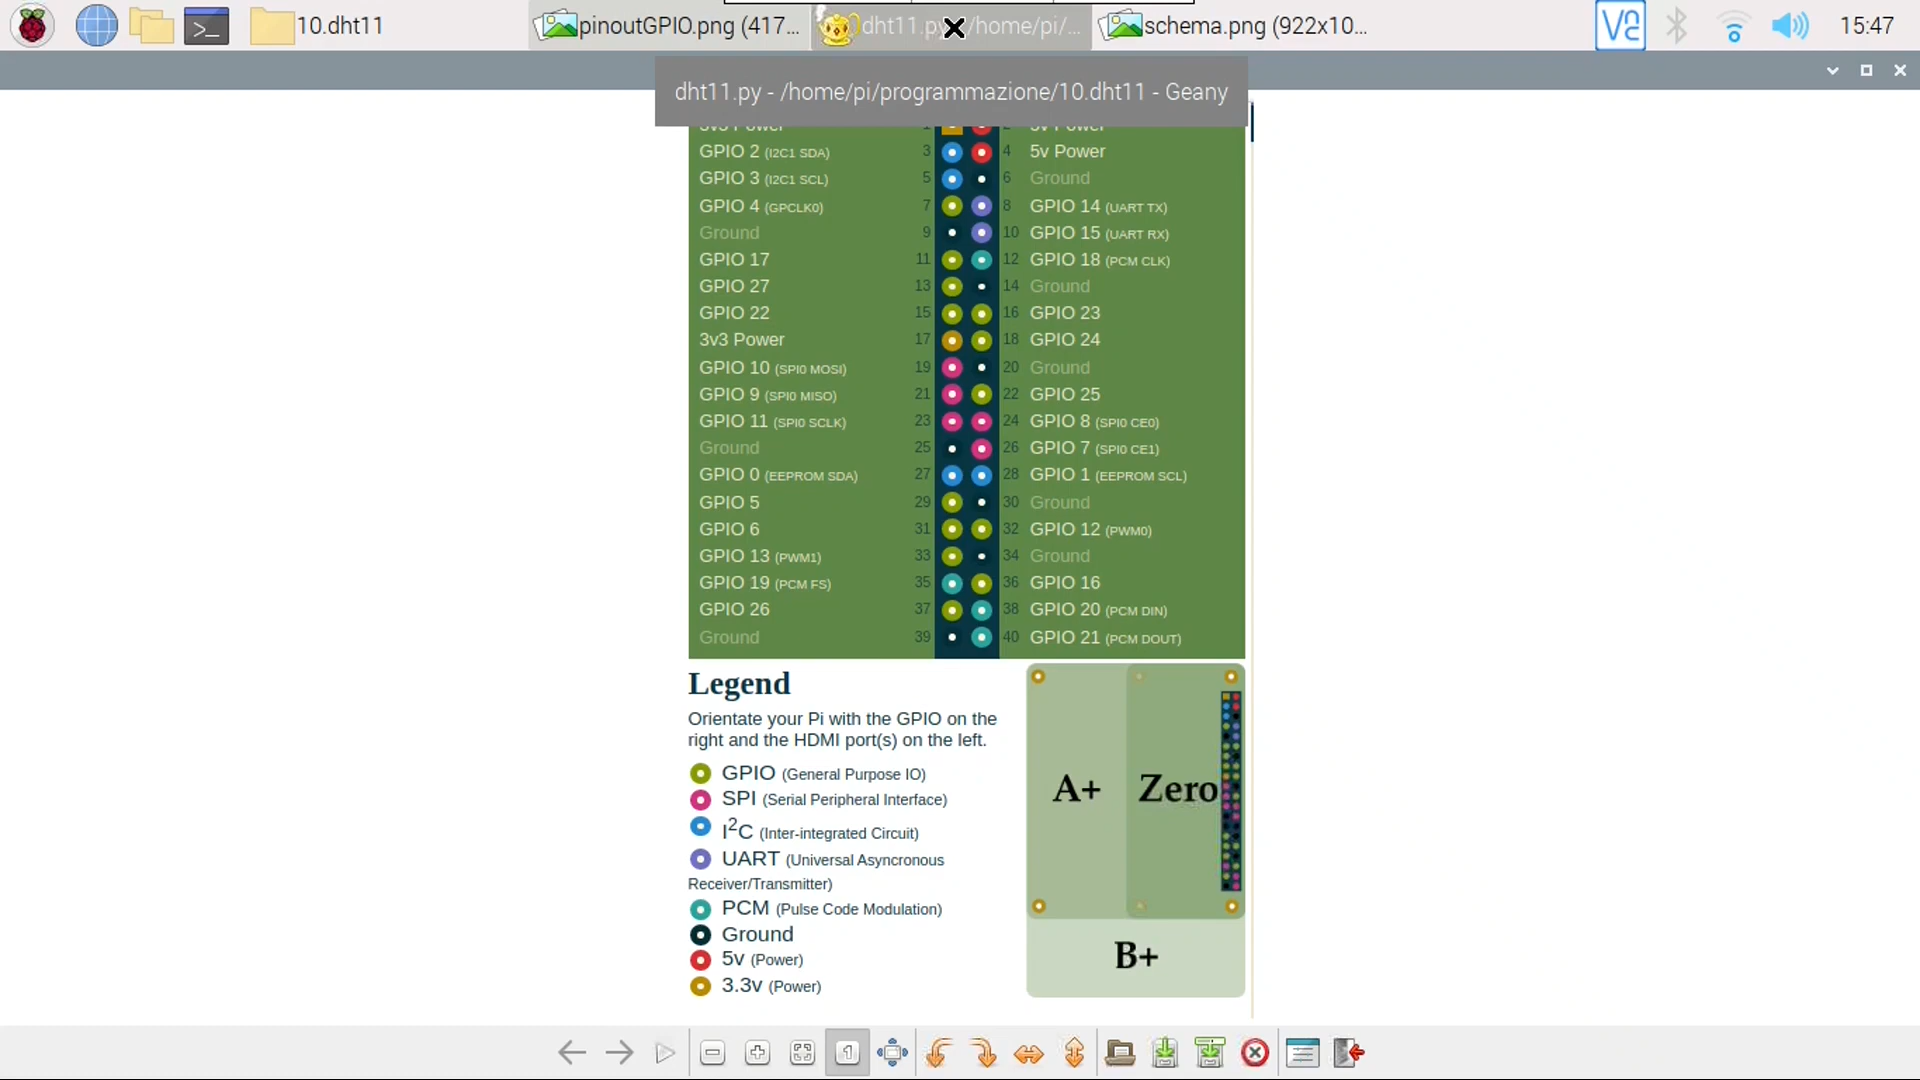 10.dht11
pinoutGPIO.png (417...
dht11.py /home/pi/...
schema.png (922x10...
15:47
dht11.py - /home/pi/programmazione/10.dht11 - Geany
3v3 Power 1 2 5v Power
GPIO 2 (I2C1 SDA) 3 4 5v Power
GPIO 3 (I2C1 SCL) 5 6 Ground
GPIO 4 (GPCLK0) 7 8 GPIO 14 (UART TX)
Ground 9 10 GPIO 15 (UART RX)
GPIO 17 11 12 GPIO 18 (PCM CLK)
GPIO 27 13 14 Ground
GPIO 22 15 16 GPIO 23
3v3 Power 17 18 GPIO 24
GPIO 10 (SPI0 MOSI) 19 20 Ground
GPIO 9 (SPI0 MISO) 21 22 GPIO 25
GPIO 11 (SPI0 SCLK) 23 24 GPIO 8 (SPI0 CE0)
Ground 25 26 GPIO 7 (SPI0 CE1)
GPIO 0 (EEPROM SDA) 27 28 GPIO 1 (EEPROM SCL)
GPIO 5 29 30 Ground
GPIO 6 31 32 GPIO 12 (PWM0)
GPIO 13 (PWM1) 33 34 Ground
GPIO 19 (PCM FS) 35 36 GPIO 16
GPIO 26 37 38 GPIO 20 (PCM DIN)
Ground 39 40 GPIO 21 (PCM DOUT)
Legend
Orientate your Pi with the GPIO on the
right and the HDMI port(s) on the left.
GPIO (General Purpose IO)
SPI (Serial Peripheral Interface)
I2C (Inter-integrated Circuit)
UART (Universal Asyncronous
Receiver/Transmitter)
PCM (Pulse Code Modulation)
Ground
5v (Power)
3.3v (Power)
A+
Zero
B+
1